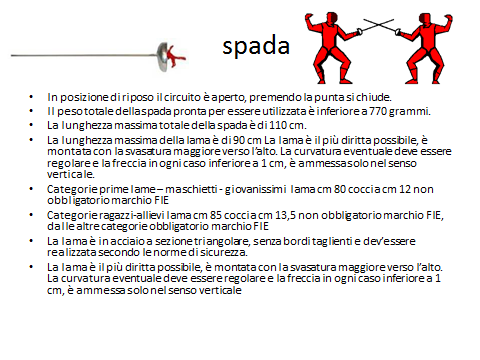 spada
• In posizione di riposo il circuito è aperto, premendo la punta si chiude.
• Il peso totale della spada pronta per essere utilizzata è inferiore a 770 grammi.
• La lunghezza massima totale della spada è di 110 cm.
• La lunghezza massima della lama è di 90 cm La lama è il più diritta possibile, è
montata con la svasatura maggiore verso l'alto. La curvatura eventuale deve essere
regolare e la freccia in ogni caso inferiore a 1 cm, è ammessa solo nel senso
verticale.
• Categorie prime lame – maschietti - giovanissimi lama cm 80 coccia cm 12 non
obbligatorio marchio FIE
• Categorie ragazzi-allievi lama cm 85 coccia cm 13,5 non obbligatorio marchio FIE,
dalle altre categorie obbligatorio marchio FIE
• La lama è in acciaio a sezione triangolare, senza bordi taglienti e dev'essere
realizzata secondo le norme di sicurezza.
• La lama è il più diritta possibile, è montata con la svasatura maggiore verso l'alto.
La curvatura eventuale deve essere regolare e la freccia in ogni caso inferiore a 1
cm, è ammessa solo nel senso verticale